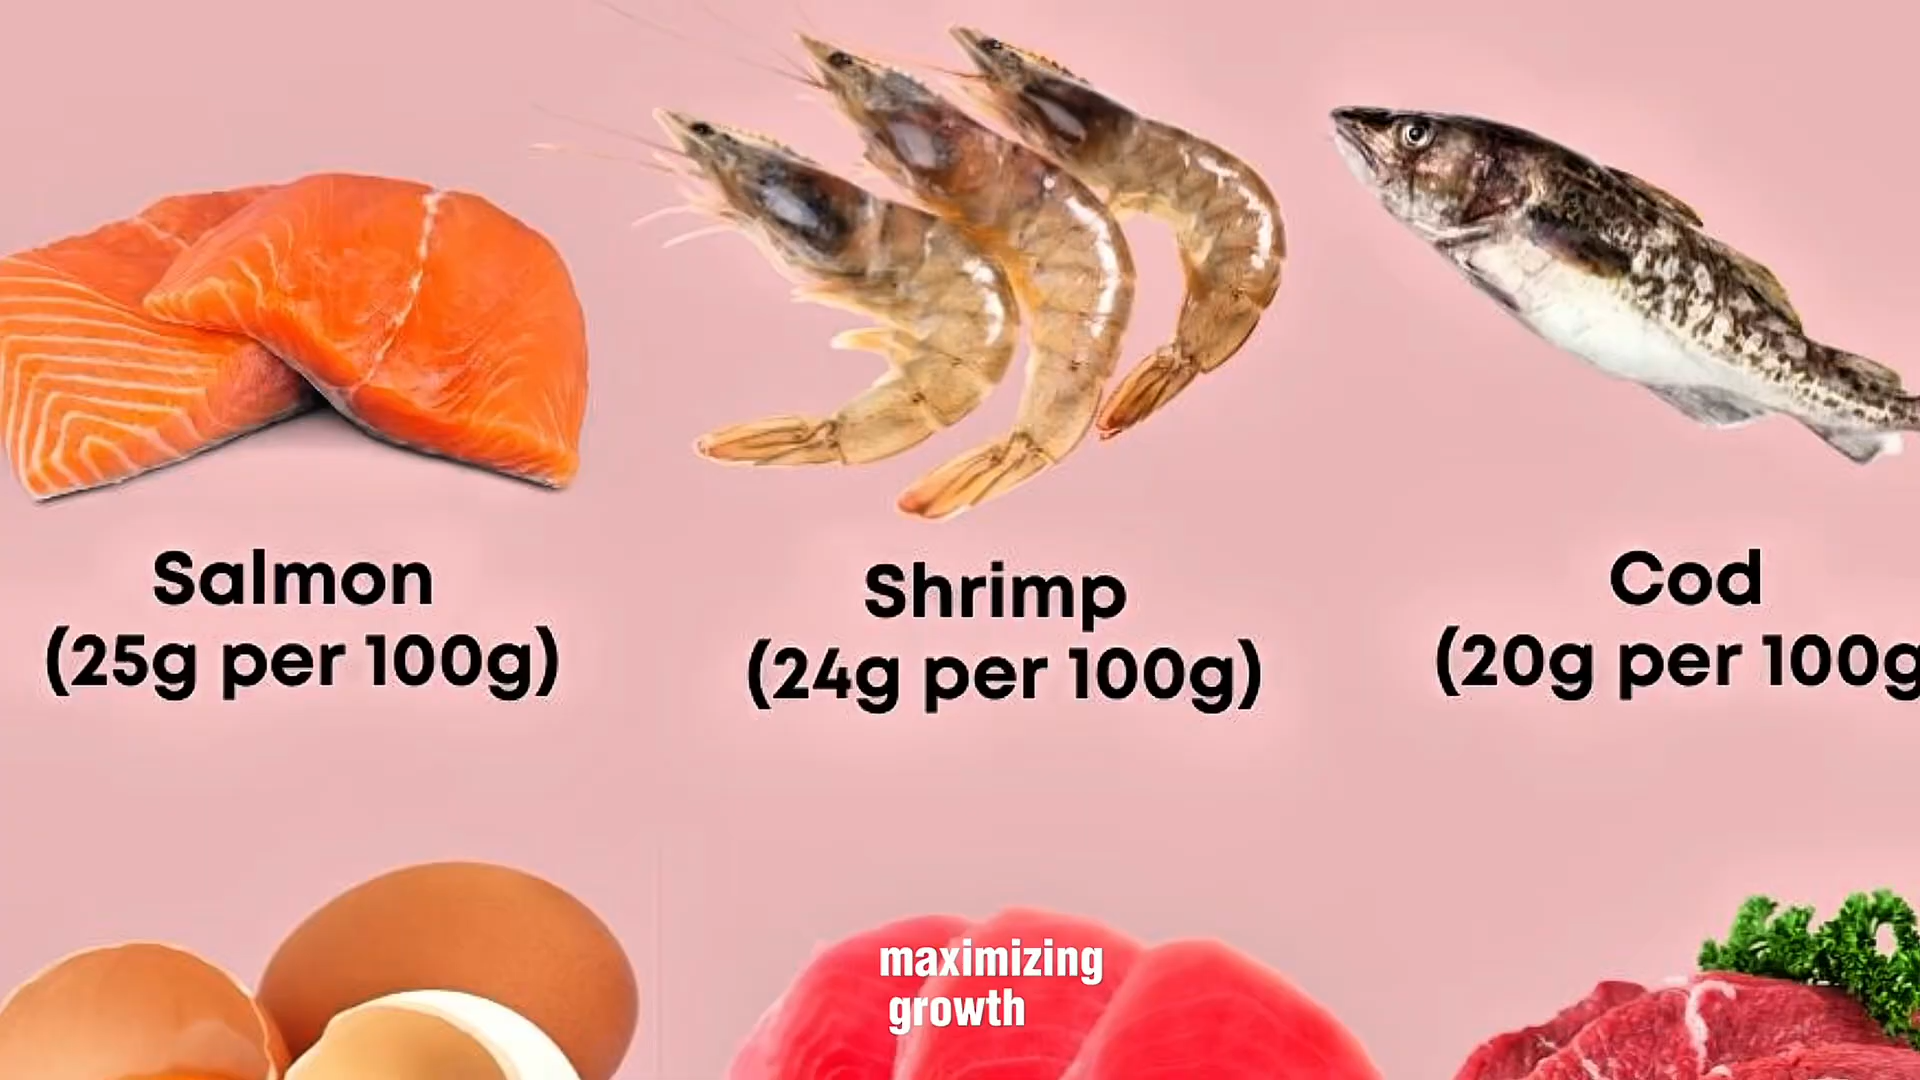 Salmon
(25g per 100g)
Shrimp
(24g per 100g)
Cod
(20g per 100g
maximizing
growth